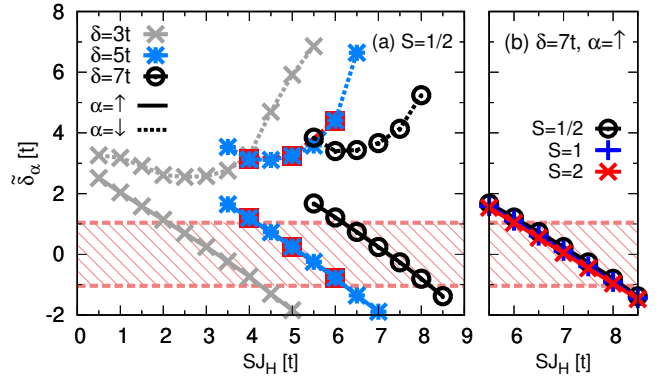 8
6
4
2
0
-2
δ̃α [t]
δ=3t
δ=5t
δ=7t
α=↑
α=↓
(a) S=1/2
0 1 2 3 4 5 6 7 8 9
SJH [t]
(b) δ=7t, α=↑
S=1/2
S=1
S=2
6 7 8
SJH [t]